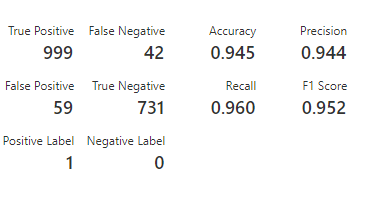 True Positive False Negative Accuracy Precision
999 42 0.945 0.944
False Positive True Negative Recall F1 Score
59 731 0.960 0.952
Positive Label Negative Label
1 0